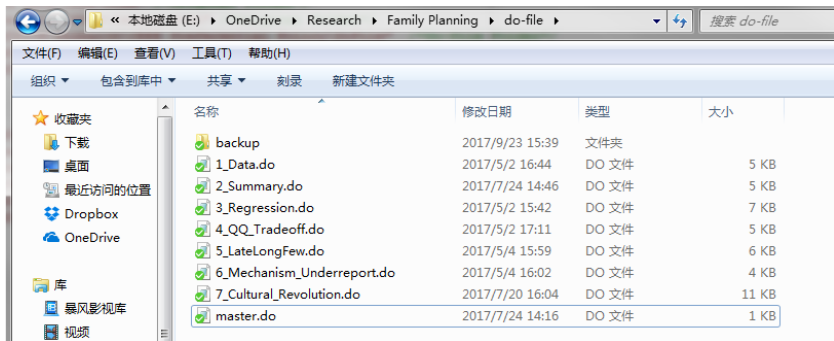 « 本地磁盘 (E:) ▸ OneDrive ▸ Research ▸ Family Planning ▸ do-file ▸ 搜索 do-file
文件(F) 编辑(E) 查看(V) 工具(T) 帮助(H)
组织 ▼ 包含到库中 ▼ 共享 ▼ 刻录 新建文件夹
名称 修改日期 类型 大小
收藏夹
下载
桌面
最近访问的位置
Dropbox
OneDrive
库
暴风影视库
视频
backup 2017/9/23 15:39 文件夹
1_Data.do 2017/5/2 16:44 DO 文件 5 KB
2_Summary.do 2017/7/24 14:46 DO 文件 5 KB
3_Regression.do 2017/5/2 15:42 DO 文件 7 KB
4_QQ_Tradeoff.do 2017/5/2 17:11 DO 文件 5 KB
5_LateLongFew.do 2017/5/4 15:59 DO 文件 6 KB
6_Mechanism_Underreport.do 2017/5/4 16:02 DO 文件 4 KB
7_Cultural_Revolution.do 2017/7/20 16:04 DO 文件 11 KB
master.do 2017/7/24 14:16 DO 文件 1 KB